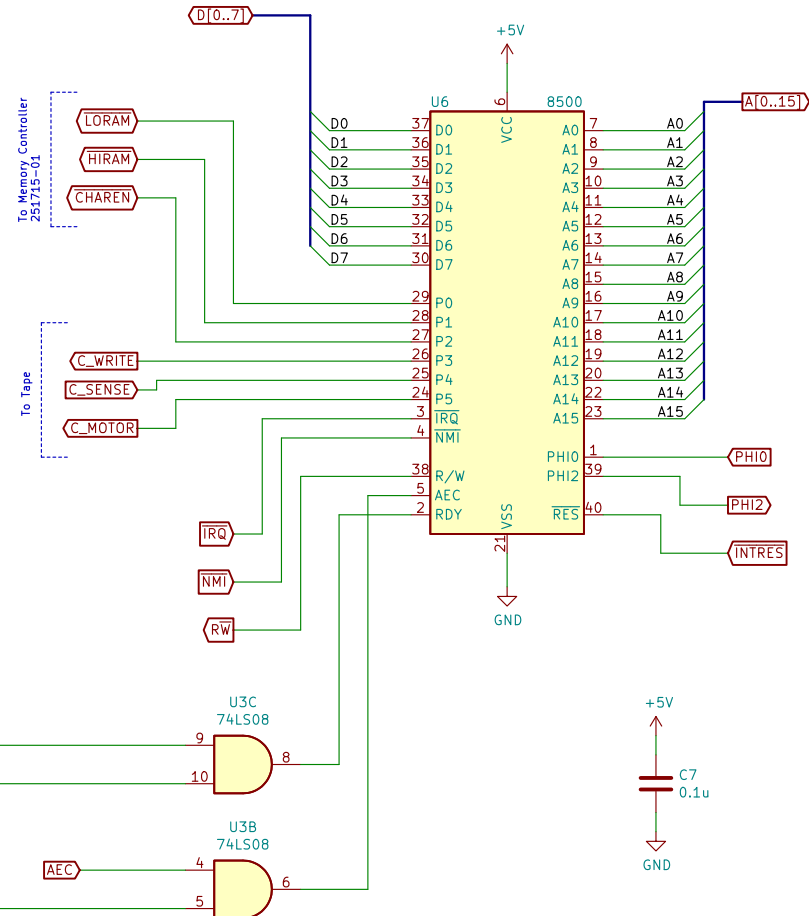 D[0..7]
+5V
A[0..15]
U6
8500
To Memory Controller
251715-01
LORAM
HIRAM
CHAREN
To Tape
C_WRITE
C_SENSE
C_MOTOR
D0 37 D0
D1 36 D1
D2 35 D2
D3 34 D3
D4 33 D4
D5 32 D5
D6 31 D6
D7 30 D7
29 P0
28 P1
27 P2
26 P3
25 P4
24 P5
3 IRQ
4 NMI
38 R/W
5 AEC
2 RDY
6 VCC
21 VSS
A0 7 A0
A1 8 A1
A2 9 A2
A3 10 A3
A4 11 A4
A5 12 A5
A6 13 A6
A7 14 A7
A8 15 A8
A9 16 A9
A10 17 A10
A11 18 A11
A12 19 A12
A13 20 A13
A14 22 A14
A15 23 A15
PHI0 1 PHI0
PHI2 39
PHI2
RES 40
INTRES
IRQ
NMI
RW
GND
U3C
74LS08
9
10
8
U3B
74LS08
AEC 4
5
6
+5V
C7
0.1u
GND